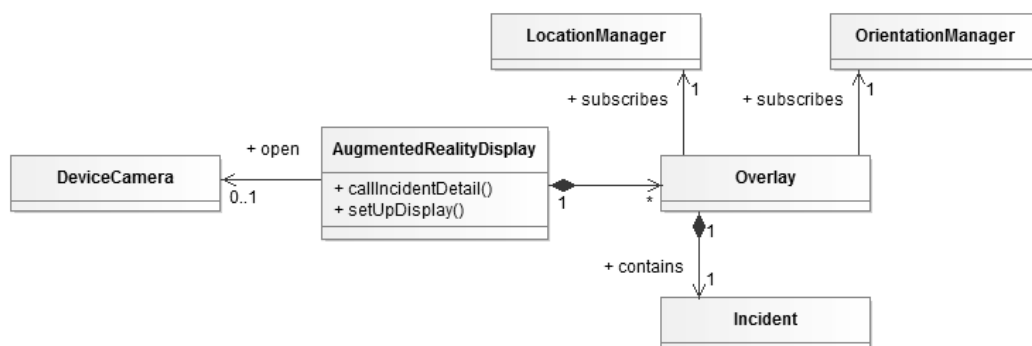 LocationManager
OrientationManager
1
1
+ subscribes
+ subscribes
+ open
AugmentedRealityDisplay
DeviceCamera
Overlay
+ callIncidentDetail()
0..1
1
*
+ setUpDisplay()
1
+ contains
1
Incident